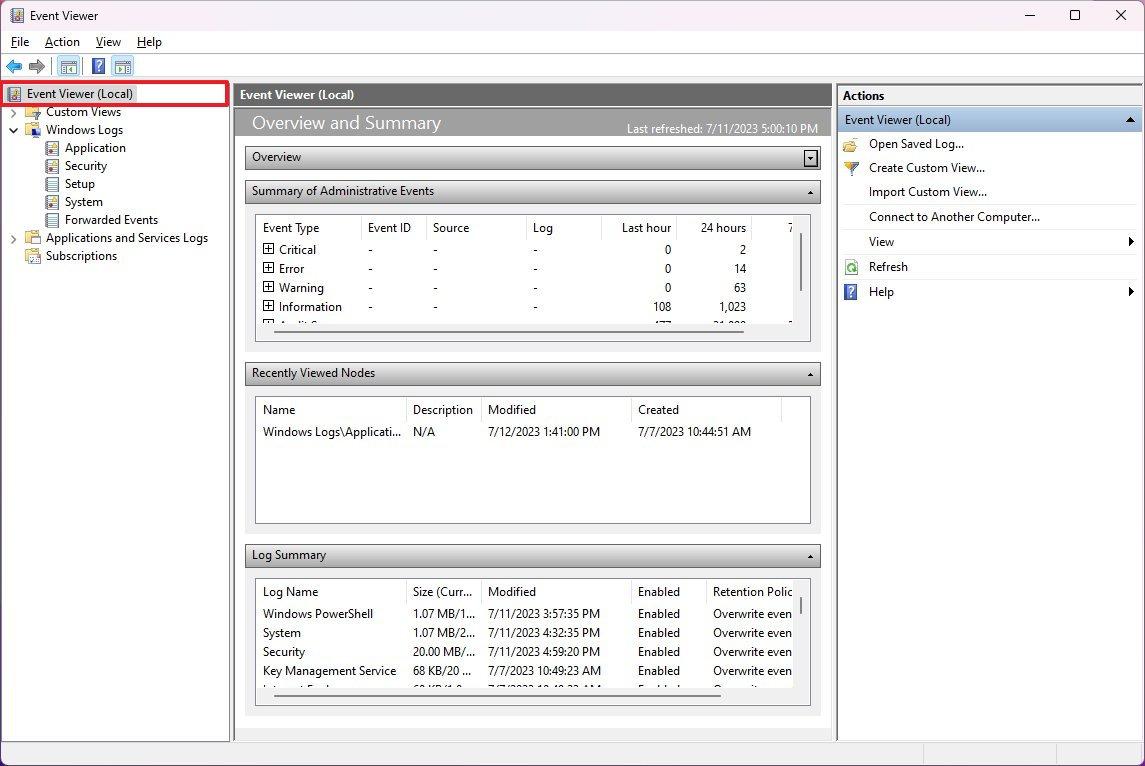 Event Viewer
File Action View Help
Event Viewer (Local)
Custom Views
Windows Logs
Application
Security
Setup
System
Forwarded Events
Applications and Services Logs
Subscriptions
Event Viewer (Local)
Overview and Summary Last refreshed: 7/11/2023 5:00:10 PM
Overview
Summary of Administrative Events
Event Type Event ID Source Log Last hour 24 hours 7
Critical - - - 0 2
Error - - - 0 14
Warning - - - 0 63
Information - - - 108 1,023
Recently Viewed Nodes
Name Description Modified Created
Windows Logs\Applicati... N/A 7/12/2023 1:41:00 PM 7/7/2023 10:44:51 AM
Log Summary
Log Name Size (Curr... Modified Enabled Retention Polic
Windows PowerShell 1.07 MB/1... 7/11/2023 3:57:35 PM Enabled Overwrite even
System 1.07 MB/2... 7/11/2023 4:32:35 PM Enabled Overwrite even
Security 20.00 MB/... 7/11/2023 4:59:20 PM Enabled Overwrite even
Key Management Service 68 KB/20 ... 7/7/2023 10:49:23 AM Enabled Overwrite even
Actions
Event Viewer (Local)
Open Saved Log...
Create Custom View...
Import Custom View...
Connect to Another Computer...
View
Refresh
Help